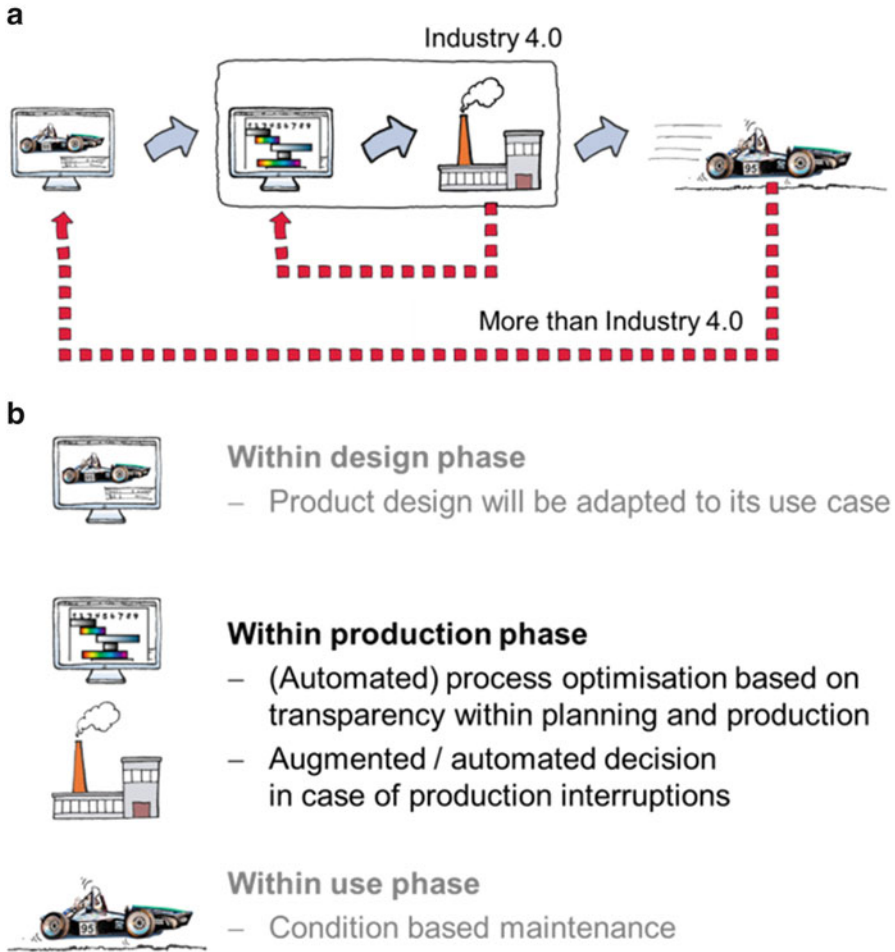 a
Industry 4.0
95
More than Industry 4.0
b
Within design phase
– Product design will be adapted to its use case
Within production phase
– (Automated) process optimisation based on
transparency within planning and production
– Augmented / automated decision
in case of production interruptions
95
Within use phase
– Condition based maintenance